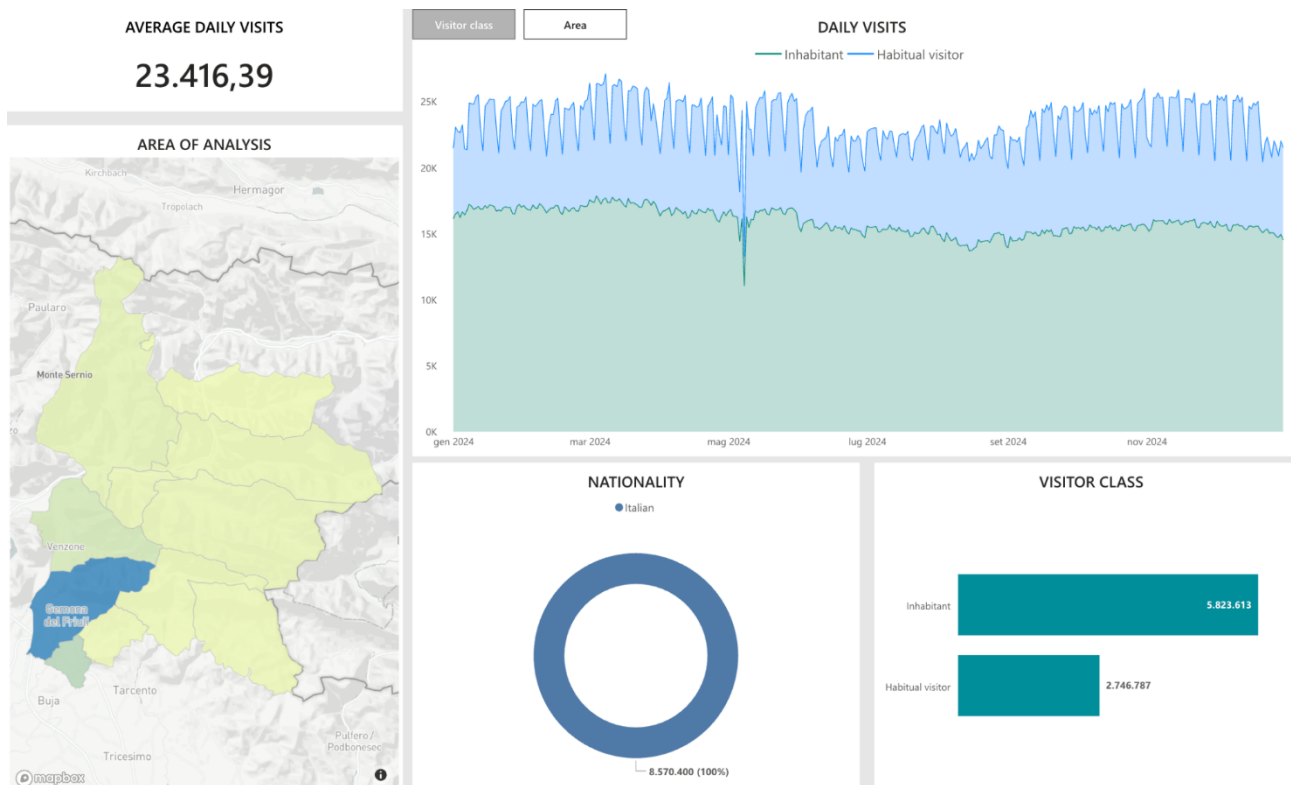 AVERAGE DAILY VISITS
23.416,39
AREA OF ANALYSIS
Kirchbach
Hermagor
Tröpolach
Paularo
Monte Sernio
Venzone
Gemona
del Friuli
Buja
Tarcento
Tricesimo
Pulfero /
Podbonesec
mapbox
Visitor class
Area
DAILY VISITS
Inhabitant
Habitual visitor
25K
20K
15K
10K
5K
0K
gen 2024
mar 2024
mag 2024
lug 2024
set 2024
nov 2024
NATIONALITY
Italian
8.570.400 (100%)
VISITOR CLASS
Inhabitant
5.823.613
Habitual visitor
2.746.787